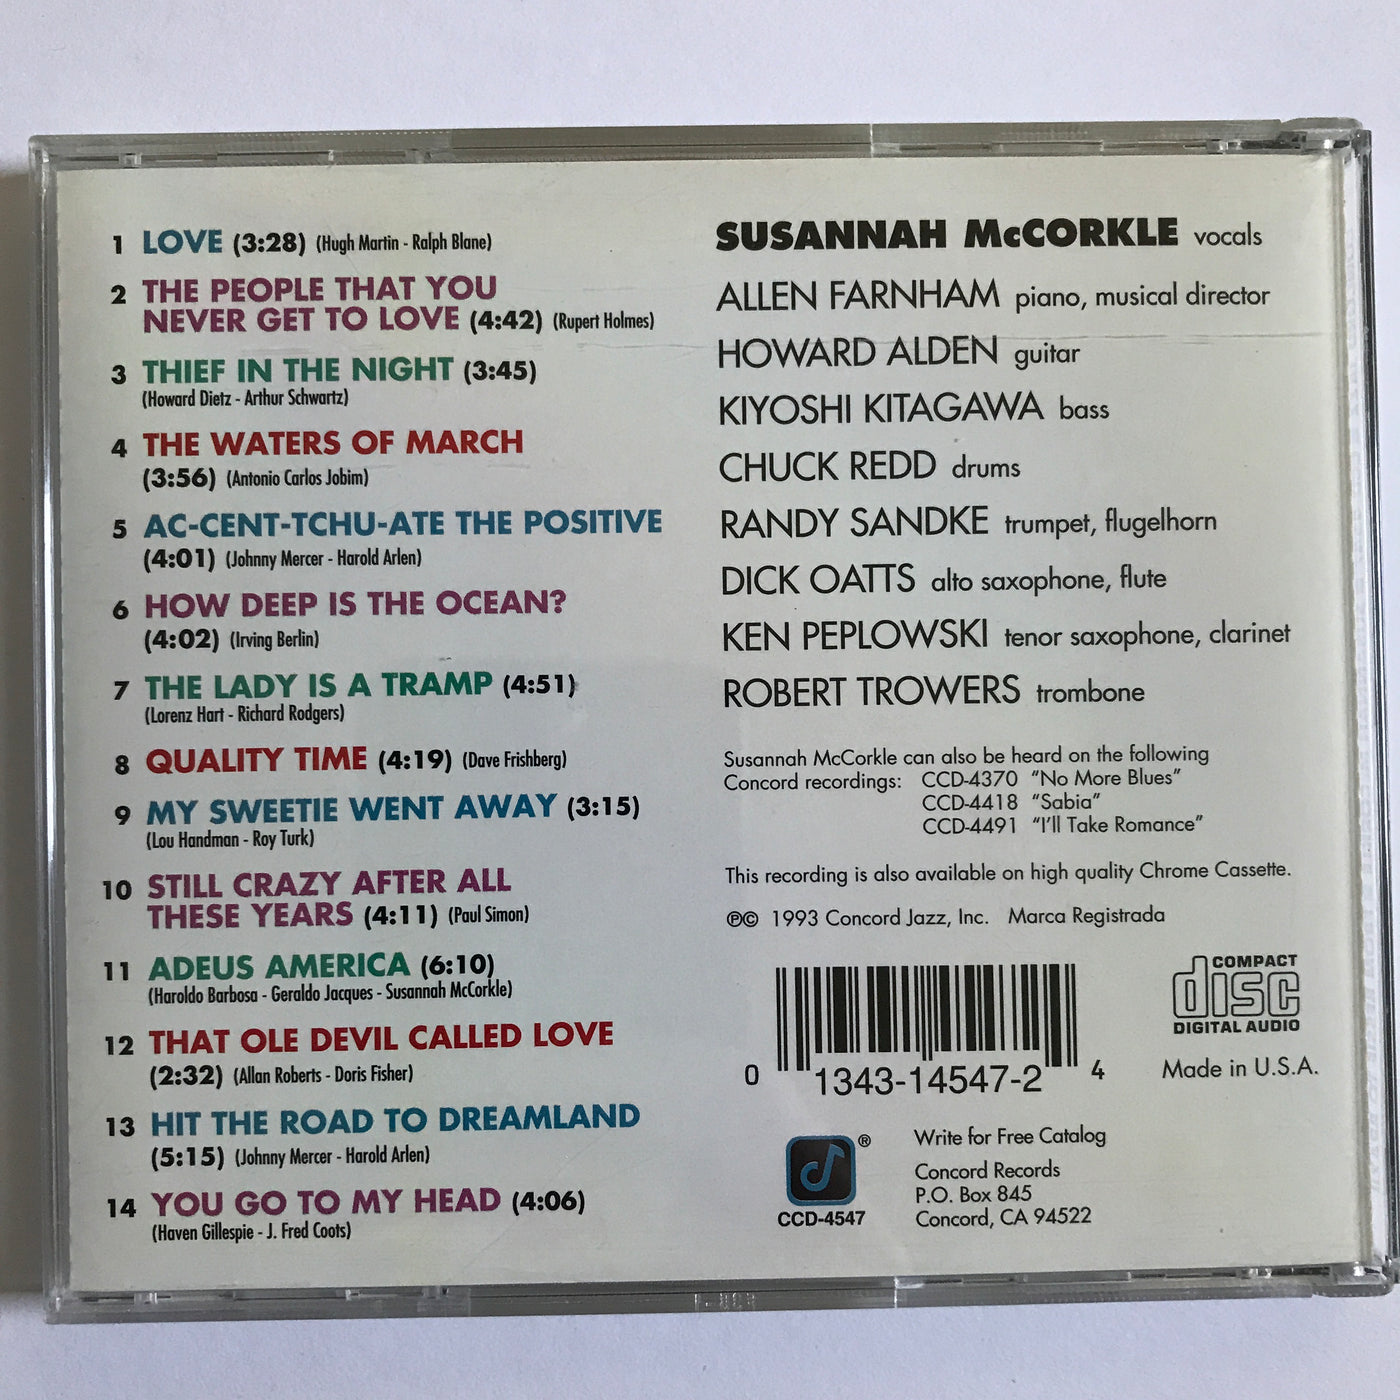 1 LOVE (3:28) (Hugh Martin - Ralph Blane)
2 THE PEOPLE THAT YOU
NEVER GET TO LOVE (4:42) (Rupert Holmes)
3 THIEF IN THE NIGHT (3:45)
(Howard Dietz - Arthur Schwartz)
4 THE WATERS OF MARCH
(3:56) (Antonio Carlos Jobim)
5 AC-CENT-TCHU-ATE THE POSITIVE
(4:01) (Johnny Mercer - Harold Arlen)
6 HOW DEEP IS THE OCEAN?
(4:02) (Irving Berlin)
7 THE LADY IS A TRAMP (4:51)
(Lorenz Hart - Richard Rodgers)
8 QUALITY TIME (4:19) (Dave Frishberg)
9 MY SWEETIE WENT AWAY (3:15)
(Lou Handman - Roy Turk)
10 STILL CRAZY AFTER ALL
THESE YEARS (4:11) (Paul Simon)
11 ADEUS AMERICA (6:10)
(Haroldo Barbosa - Geraldo Jacques - Susannah McCorkle)
12 THAT OLE DEVIL CALLED LOVE
(2:32) (Allan Roberts - Doris Fisher)
13 HIT THE ROAD TO DREAMLAND
(5:15) (Johnny Mercer - Harold Arlen)
14 YOU GO TO MY HEAD (4:06)
(Haven Gillespie - J. Fred Coots)
SUSANNAH McCORKLE vocals
ALLEN FARNHAM piano, musical director
HOWARD ALDEN guitar
KIYOSHI KITAGAWA bass
CHUCK REDD drums
RANDY SANDKE trumpet, flugelhorn
DICK OATTS alto saxophone, flute
KEN PEPLOWSKI tenor saxophone, clarinet
ROBERT TROWERS trombone
Susannah McCorkle can also be heard on the following
Concord recordings: CCD-4370 "No More Blues"
CCD-4418 "Sabia"
CCD-4491 "I'll Take Romance"
This recording is also available on high quality Chrome Cassette.
℗© 1993 Concord Jazz, Inc. Marca Registrada
0 1343-14547-2 4
COMPACT
disc
DIGITAL AUDIO
Made in U.S.A.
®
CCD-4547
Write for Free Catalog
Concord Records
P.O. Box 845
Concord, CA 94522